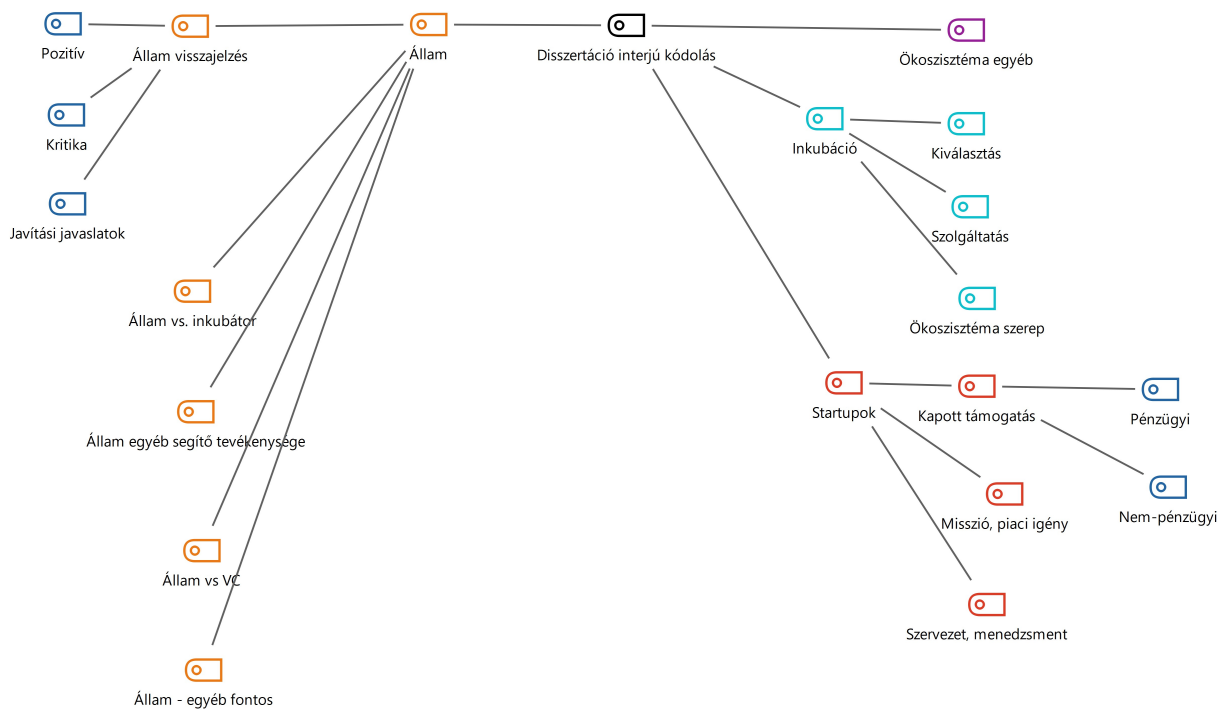 Pozitív
Állam visszajelzés
Állam
Disszertáció interjú kódolás
Ökoszisztéma egyéb
Kritika
Inkubáció
Kiválasztás
Javítási javaslatok
Szolgáltatás
Állam vs. inkubátor
Ökoszisztéma szerep
Startupok
Kapott támogatás
Pénzügyi
Állam egyéb segítő tevékenysége
Misszió, piaci igény
Nem-pénzügyi
Állam vs VC
Szervezet, menedzsment
Állam - egyéb fontos